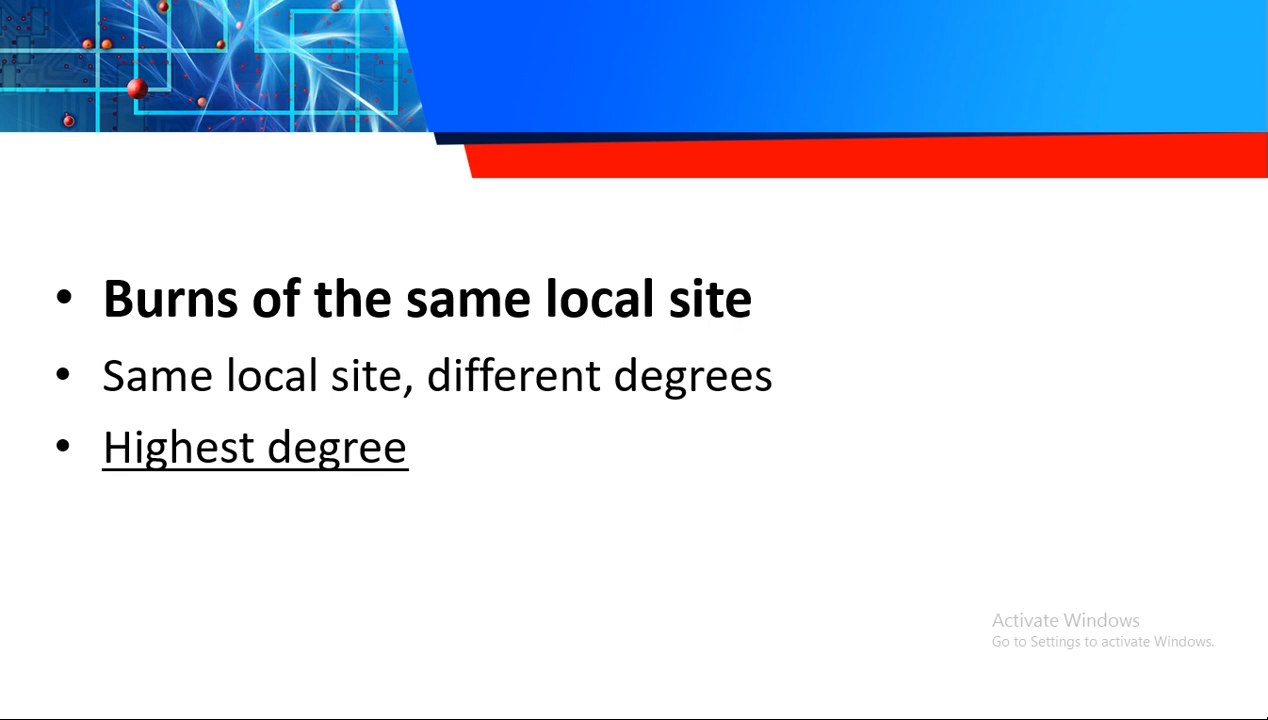 • Burns of the same local site
• Same local site, different degrees
• Highest degree
Activate Windows
Go to Settings to activate Windows.